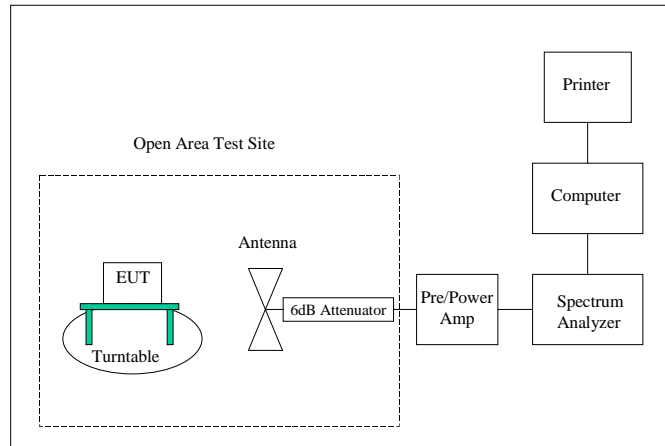 Printer
Open Area Test Site
Computer
Antenna
EUT
6dB Attenuator
Pre/Power
Amp
Spectrum
Analyzer
Turntable